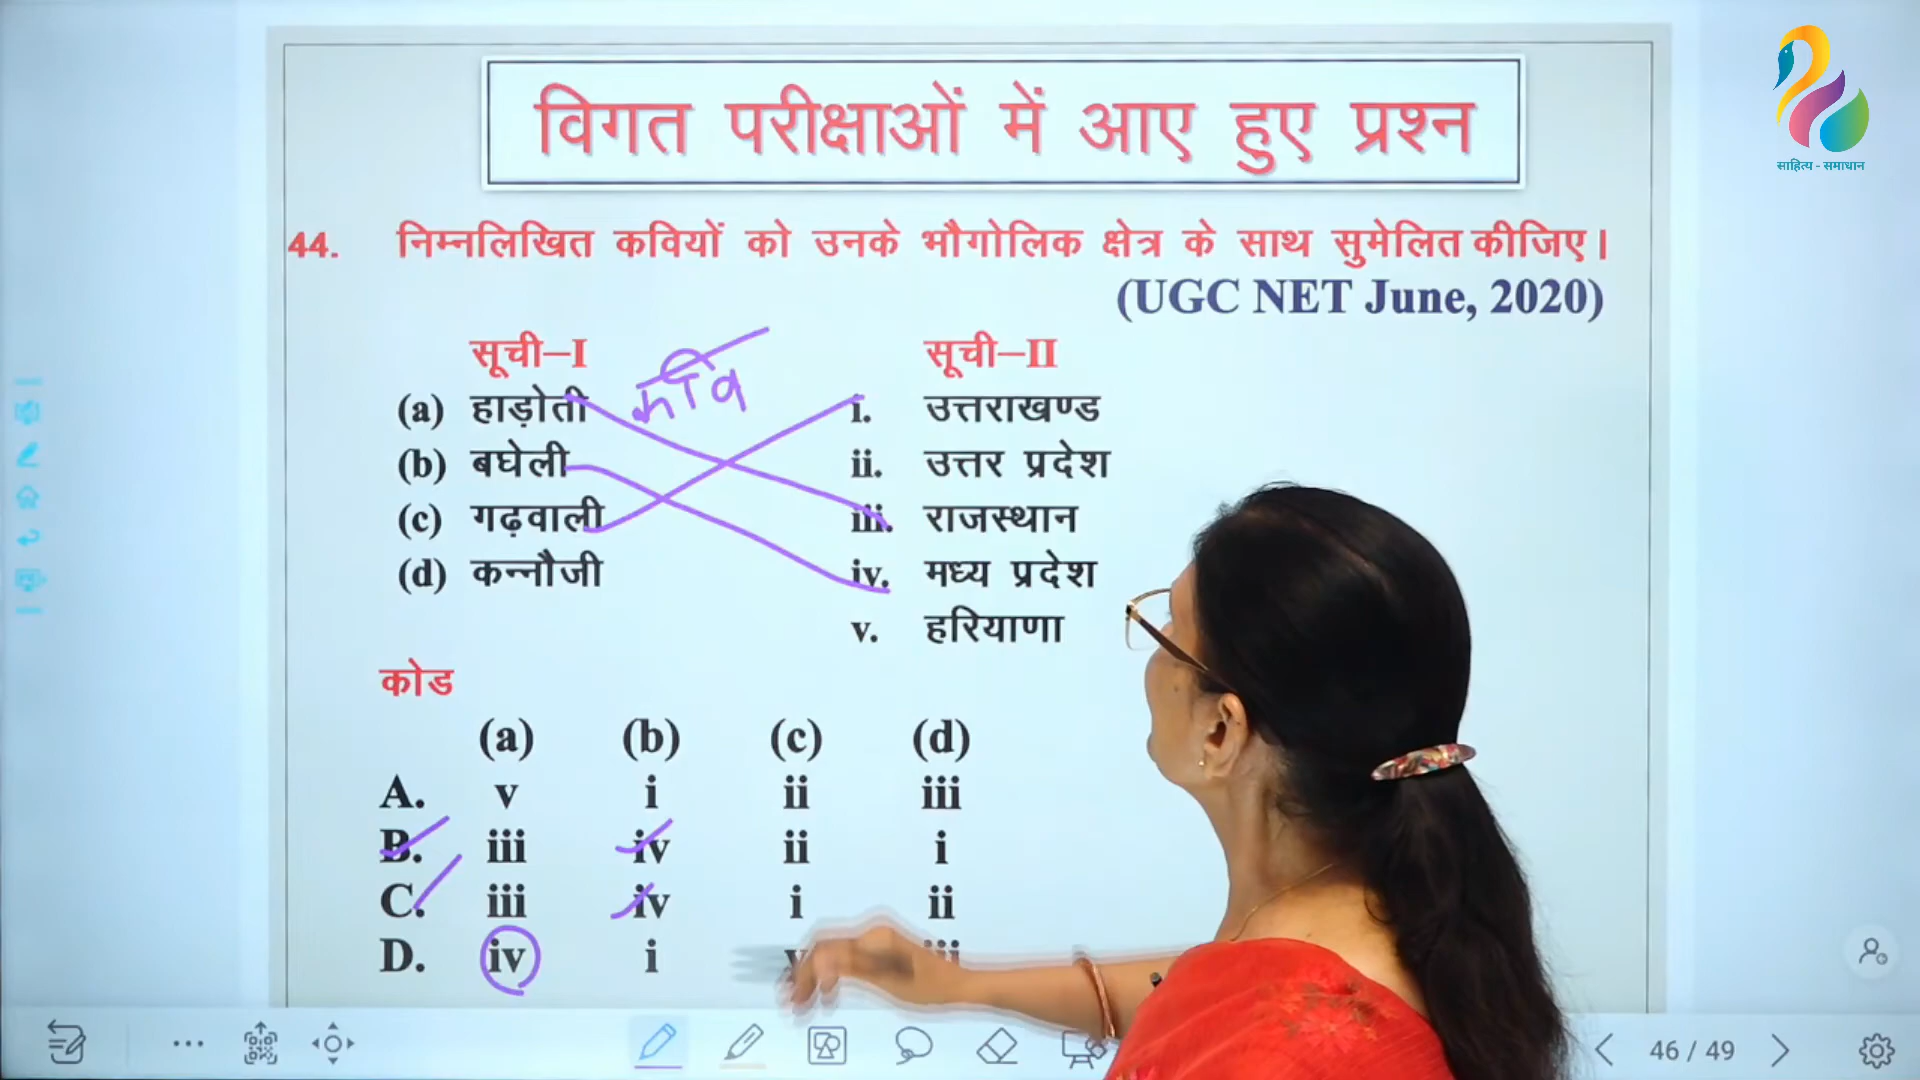 विगत परीक्षाओं में आए हुए प्रश्न
साहित्य - समाधान
44. निम्नलिखित कवियों को उनके भौगोलिक क्षेत्र के साथ सुमेलित कीजिए।
(UGC NET June, 2020)
सूची–I सूची–II
(a) हाड़ोती i. उत्तराखण्ड
(b) बघेली ii. उत्तर प्रदेश
(c) गढ़वाली iii. राजस्थान
(d) कन्नौजी iv. मध्य प्रदेश
v. हरियाणा
कोड
(a) (b) (c) (d)
A. v i ii iii
B. iii iv ii i
C. iii iv i ii
D. iv i
46 / 49